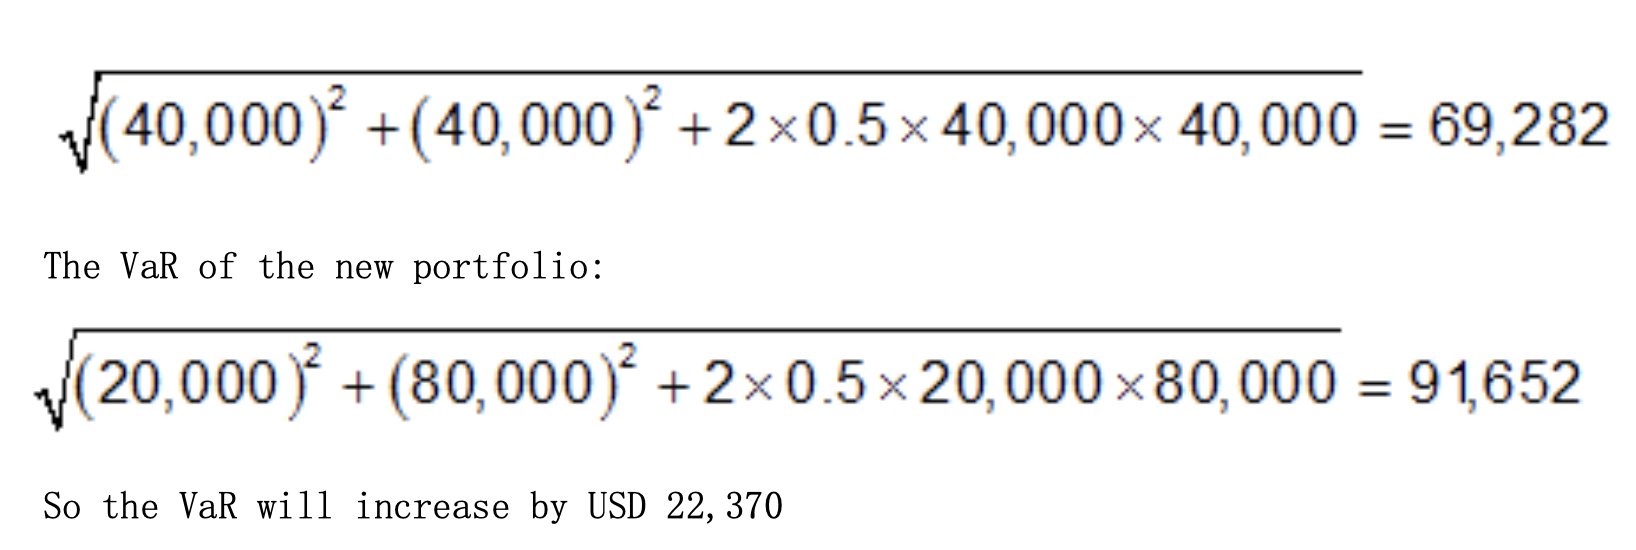 √(40,000)² + (40,000)² + 2×0.5×40,000×40,000 = 69,282
The VaR of the new portfolio:
√(20,000)² + (80,000)² + 2×0.5×20,000×80,000 = 91,652
So the VaR will increase by USD 22,370